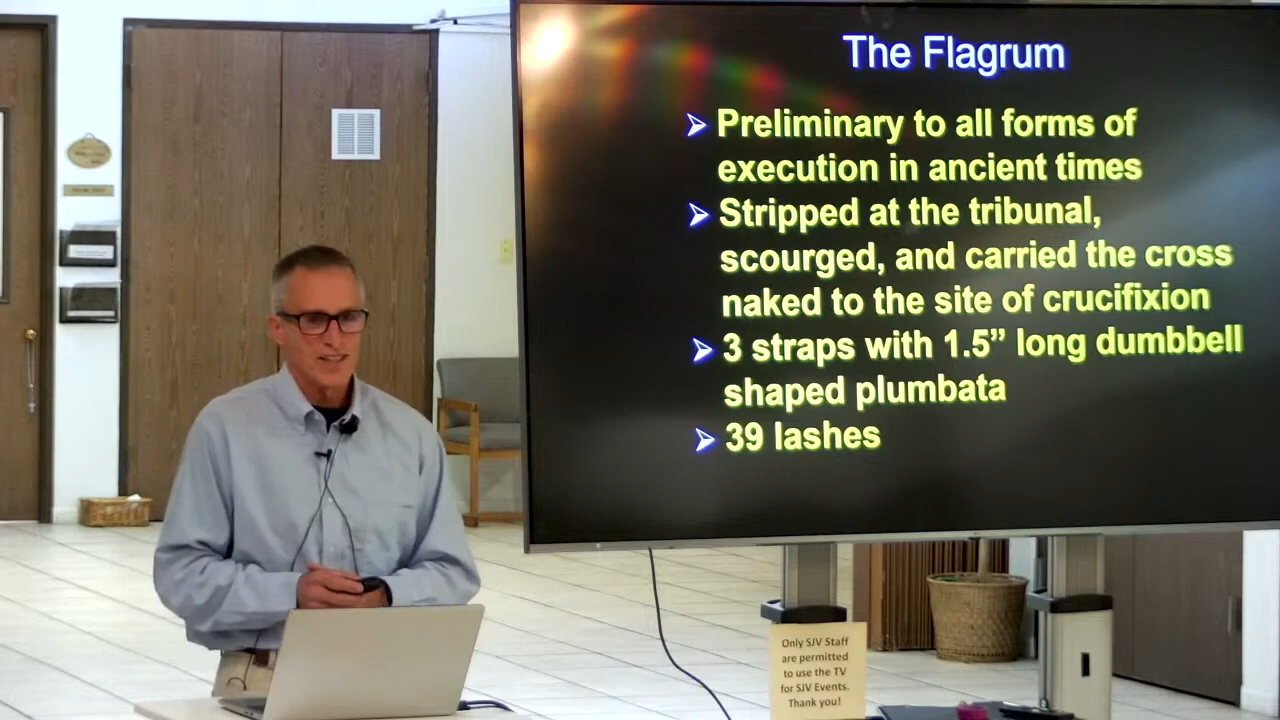 The Flagrum
Preliminary to all forms of
execution in ancient times
Stripped at the tribunal,
scourged, and carried the cross
naked to the site of crucifixion
3 straps with 1.5” long dumbbell
shaped plumbata
39 lashes
Only SJV Staff
are permitted
to use the TV
for SJV Events.
Thank you!